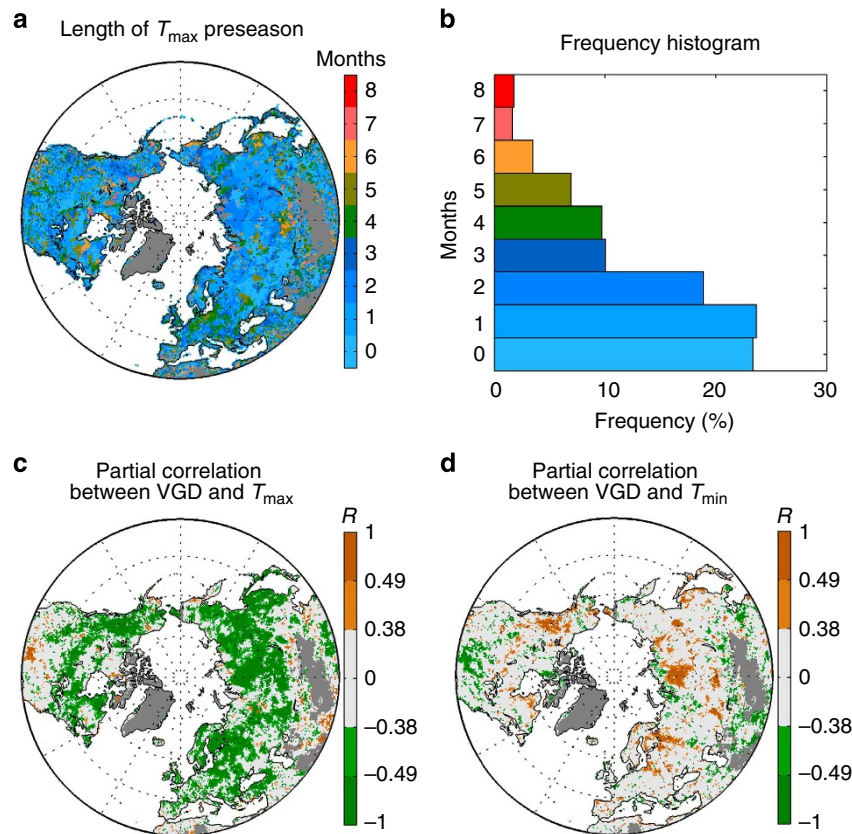 a
Length of Tmax preseason
Months
8
7
6
5
4
3
2
1
0
b
Frequency histogram
Months
8
7
6
5
4
3
2
1
0
0
10
20
30
Frequency (%)
c
Partial correlation
between VGD and Tmax
R
1
0.49
0.38
0
−0.38
−0.49
−1
d
Partial correlation
between VGD and Tmin
R
1
0.49
0.38
0
−0.38
−0.49
−1